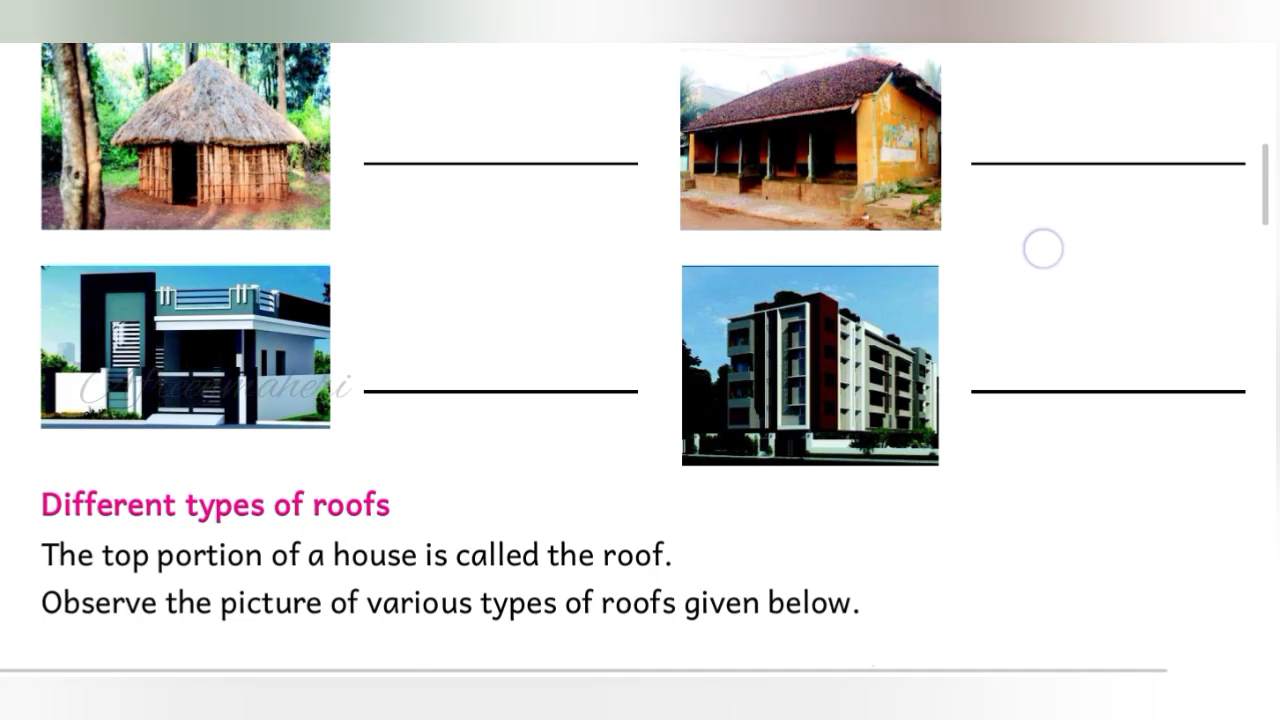 Different types of roofs
The top portion of a house is called the roof.
Observe the picture of various types of roofs given below.